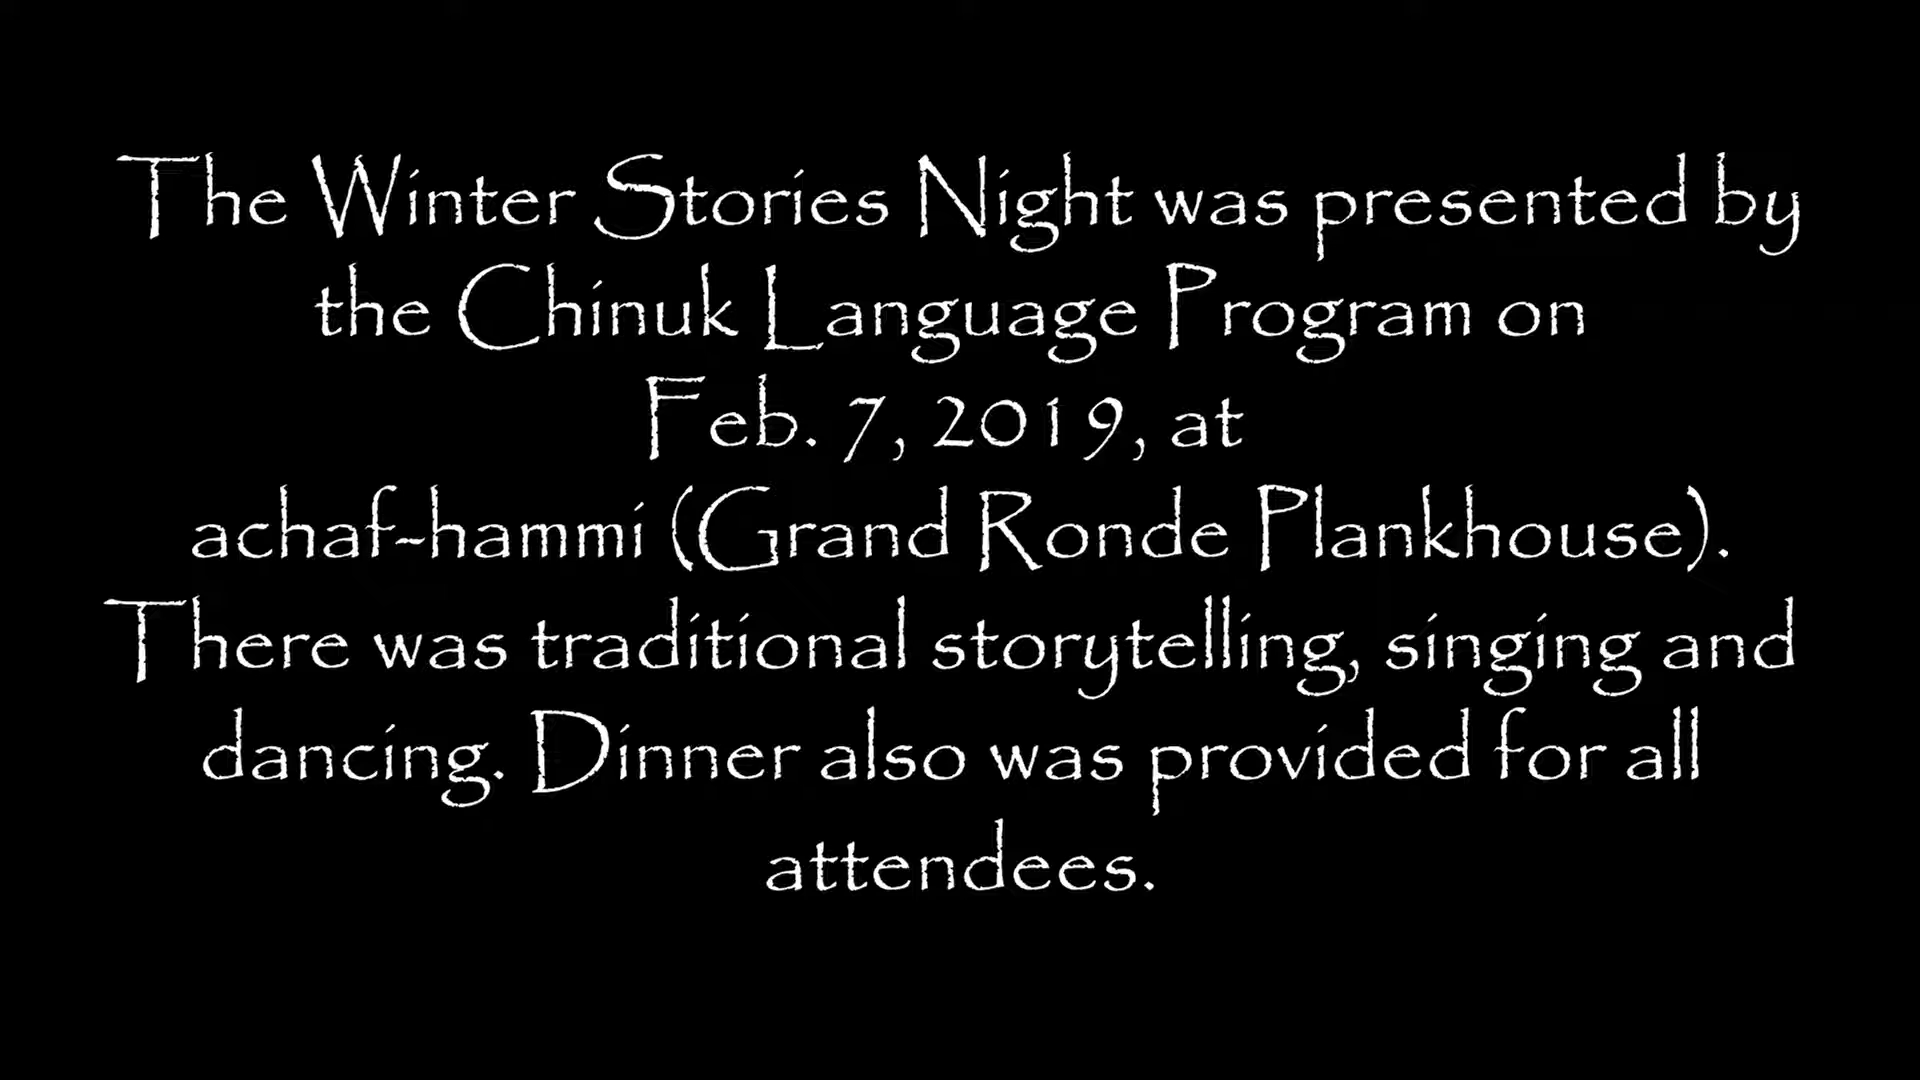 The Winter Stories Night was presented by
the Chinuk Language Program on
Feb. 7, 2019, at
achaf-hammi (Grand Ronde Plankhouse).
There was traditional storytelling, singing and
dancing. Dinner also was provided for all
attendees.